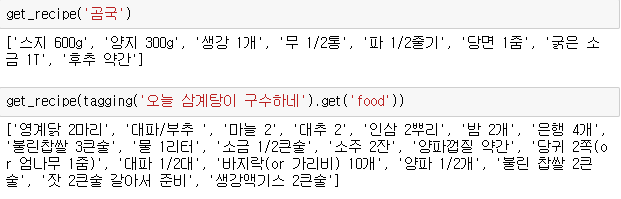 get_recipe('곰국')
['스지 600g', '양지 300g', '생강 1개', '무 1/2통', '파 1/2줄기', '당면 1줌', '굵은 소
금 1T', '후추 약간']
get_recipe(tagging('오늘 삼계탕이 구수하네').get('food'))
['영계닭 2마리', '대파/부추 ', '마늘 2', '대추 2', '인삼 2뿌리', '밤 2개', '은행 4개',
'불린찹쌀 3큰술', '물 1리터', '소금 1/2큰술', '소주 2잔', '양파껍질 약간', '당귀 2쪽(o
r 엄나무 1줌)', '대파 1/2대', '바지락(or 가리비) 10개', '양파 1/2개', '불린 찹쌀 2큰
술', '잣 2큰술 갈아서 준비', '생강액기스 2큰술']